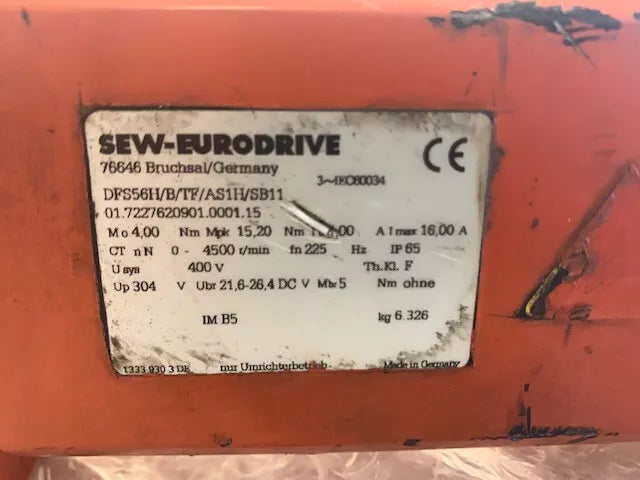 SEW-EURODRIVE
76646 Bruchsal/Germany
CE
3~IEC60034
DFS56H/B/TF/AS1H/SB11
01.7227620901.0001.15
Mo 4,00 Nm Mpk 15,20 Nm A Imax 16,00 A
CT nN 0- 4500 r/min fn 225 Hz IP 65
Usys 400 V Th.Kl. F
Up 304 V Ubr 21,6-26,4 DC V Mbr 5 Nm ohne
IM B5 kg 6.326
1333 930 3 DE nur Umrichterbetrieb Made in Germany